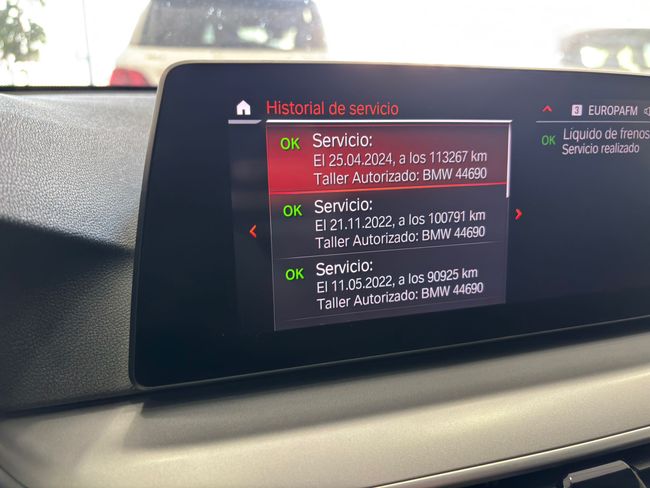 Historial de servicio
OK Servicio:
El 25.04.2024, a los 113267 km
Taller Autorizado: BMW 44690
OK Servicio:
El 21.11.2022, a los 100791 km
Taller Autorizado: BMW 44690
OK Servicio:
El 11.05.2022, a los 90925 km
Taller Autorizado: BMW 44690
3 EUROPAFM
OK Líquido de frenos
Servicio realizado